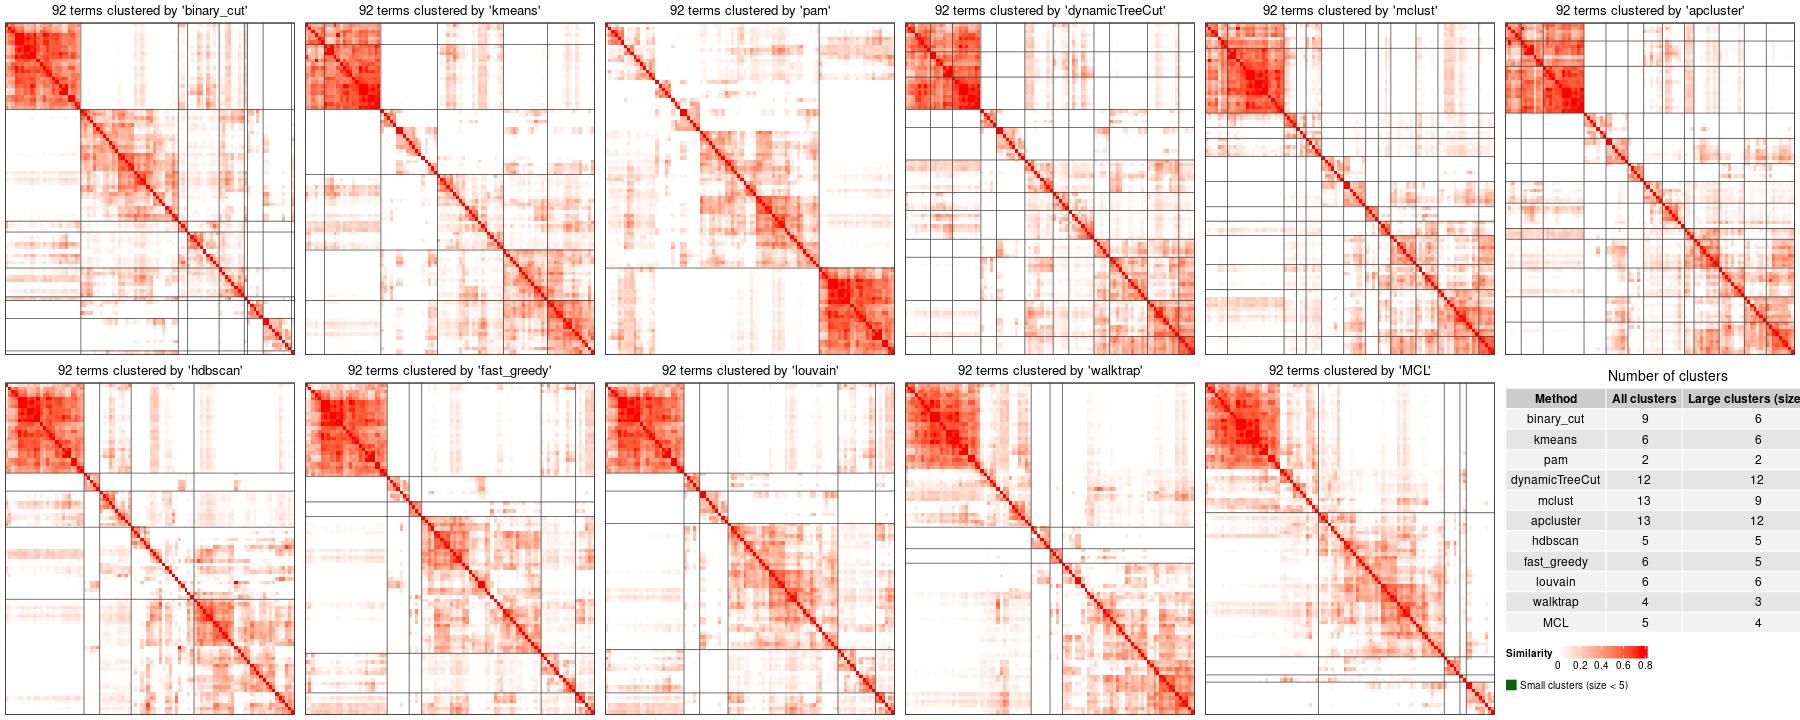 92 terms clustered by 'binary_cut'
92 terms clustered by 'kmeans'
92 terms clustered by 'pam'
92 terms clustered by 'dynamicTreeCut'
92 terms clustered by 'mclust'
92 terms clustered by 'apcluster'
92 terms clustered by 'hdbscan'
92 terms clustered by 'fast_greedy'
92 terms clustered by 'louvain'
92 terms clustered by 'walktrap'
92 terms clustered by 'MCL'
Number of clusters
Method All clusters Large clusters (size
binary_cut 9 6
kmeans 6 6
pam 2 2
dynamicTreeCut 12 12
mclust 13 9
apcluster 13 12
hdbscan 5 5
fast_greedy 6 5
louvain 6 6
walktrap 4 3
MCL 5 4
Similarity
0 0.2 0.4 0.6 0.8
Small clusters (size < 5)